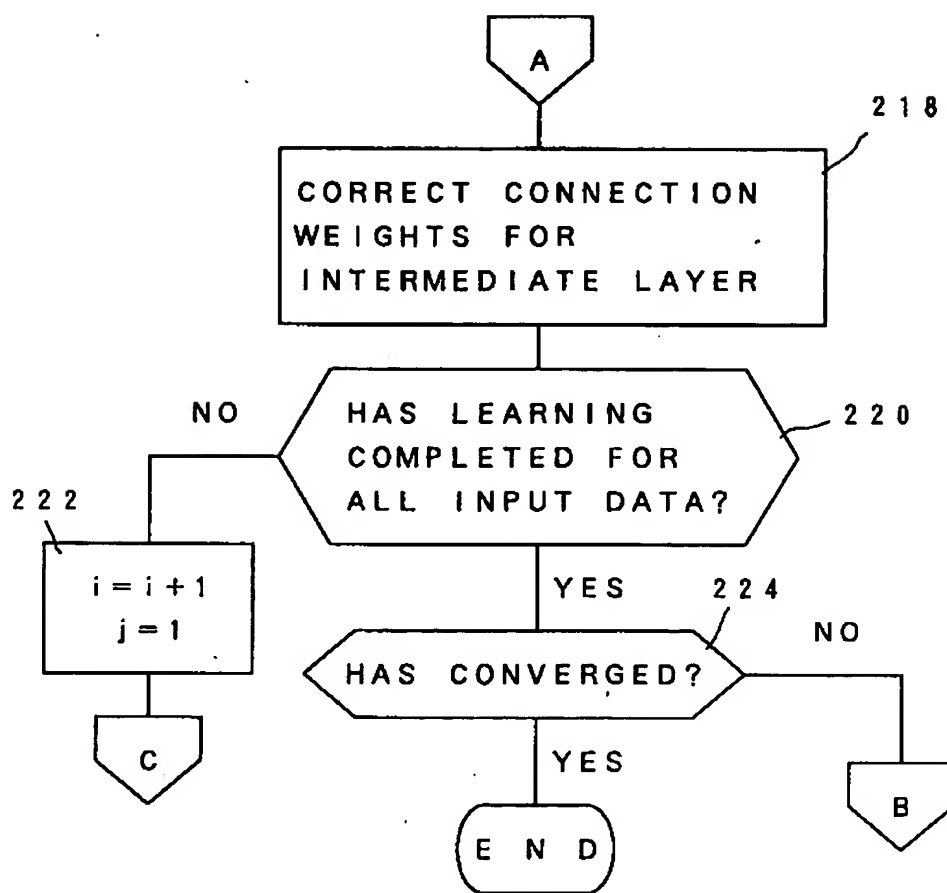 A
218
CORRECT CONNECTION
WEIGHTS FOR
INTERMEDIATE LAYER
NO
HAS LEARNING
COMPLETED FOR
ALL INPUT DATA?
220
222
i = i + 1
j = 1
YES
224
NO
HAS CONVERGED?
C
YES
B
END